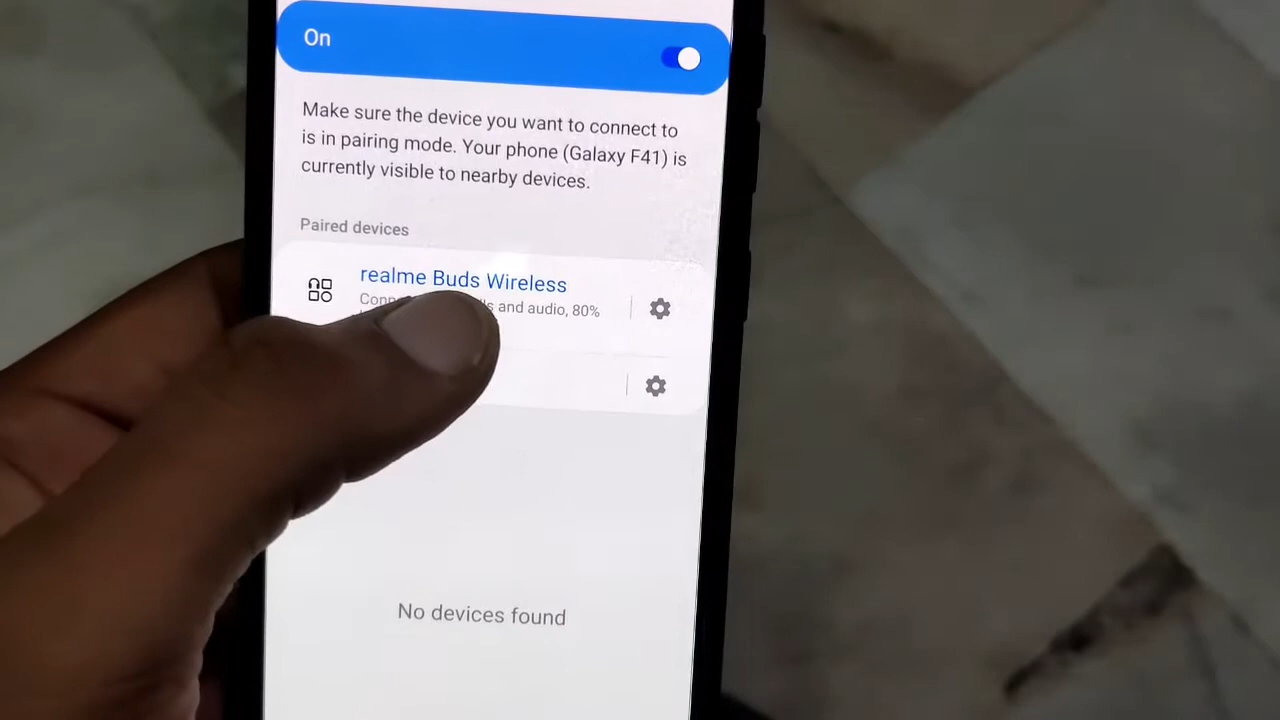 On
Make sure the device you want to connect to
is in pairing mode. Your phone (Galaxy F41) is
currently visible to nearby devices.
Paired devices
realme Buds Wireless
and audio, 80%
No devices found